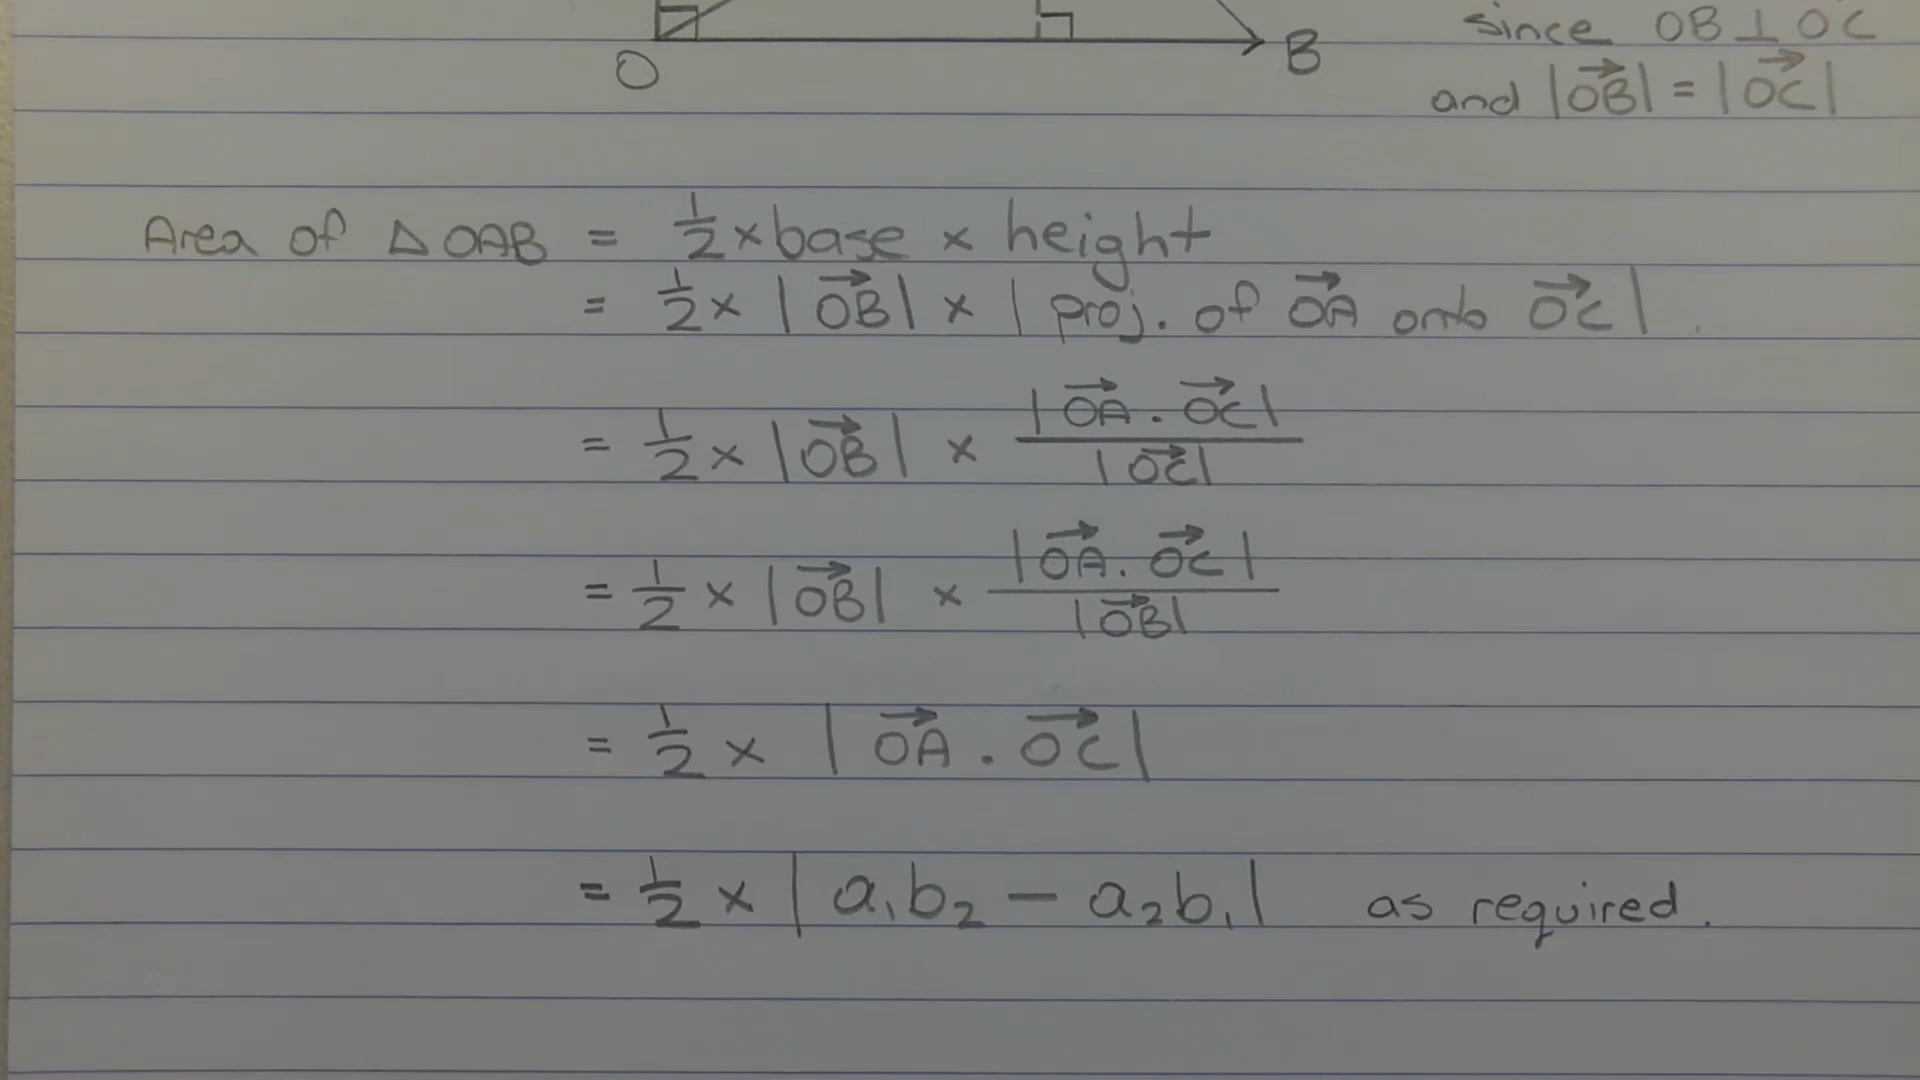 since OB ⊥ OC
O
B
and |OB→| = |OC→|
Area of △OAB = 1/2 × base × height
= 1/2 × |OB→| × | proj. of OA→ onto OC→ | .
= 1/2 × |OB→| × |OA→ . OC→| / |OC→|
= 1/2 × |OB→| × |OA→ . OC→| / |OB→|
= 1/2 × | OA→ . OC→ |
= 1/2 × | a₁b₂ − a₂b₁ | as required.